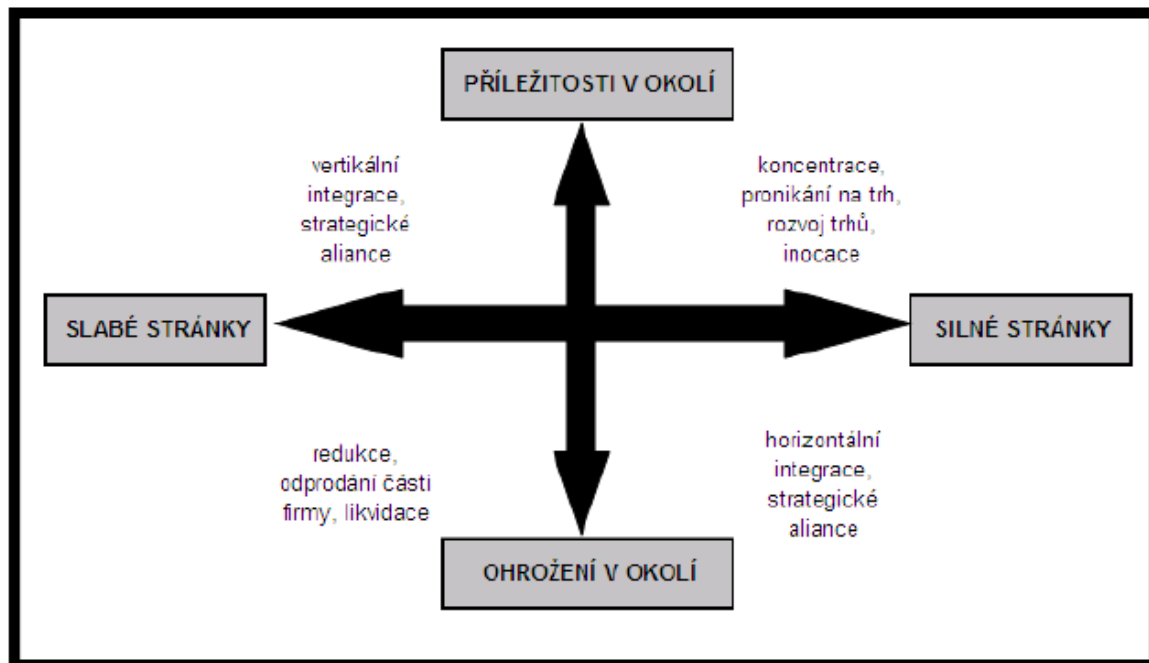 PŘÍLEŽITOSTI V OKOLÍ
vertikální
integrace,
strategické
aliance
koncentrace,
pronikání na trh,
rozvoj trhů,
inocace
SLABÉ STRÁNKY
SILNÉ STRÁNKY
redukce,
odprodání části
firmy, likvidace
horizontální
integrace,
strategické
aliance
OHROŽENÍ V OKOLÍ